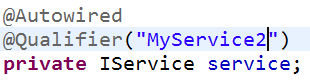 @Autowired
@Qualifier("MyService2")
private IService service;